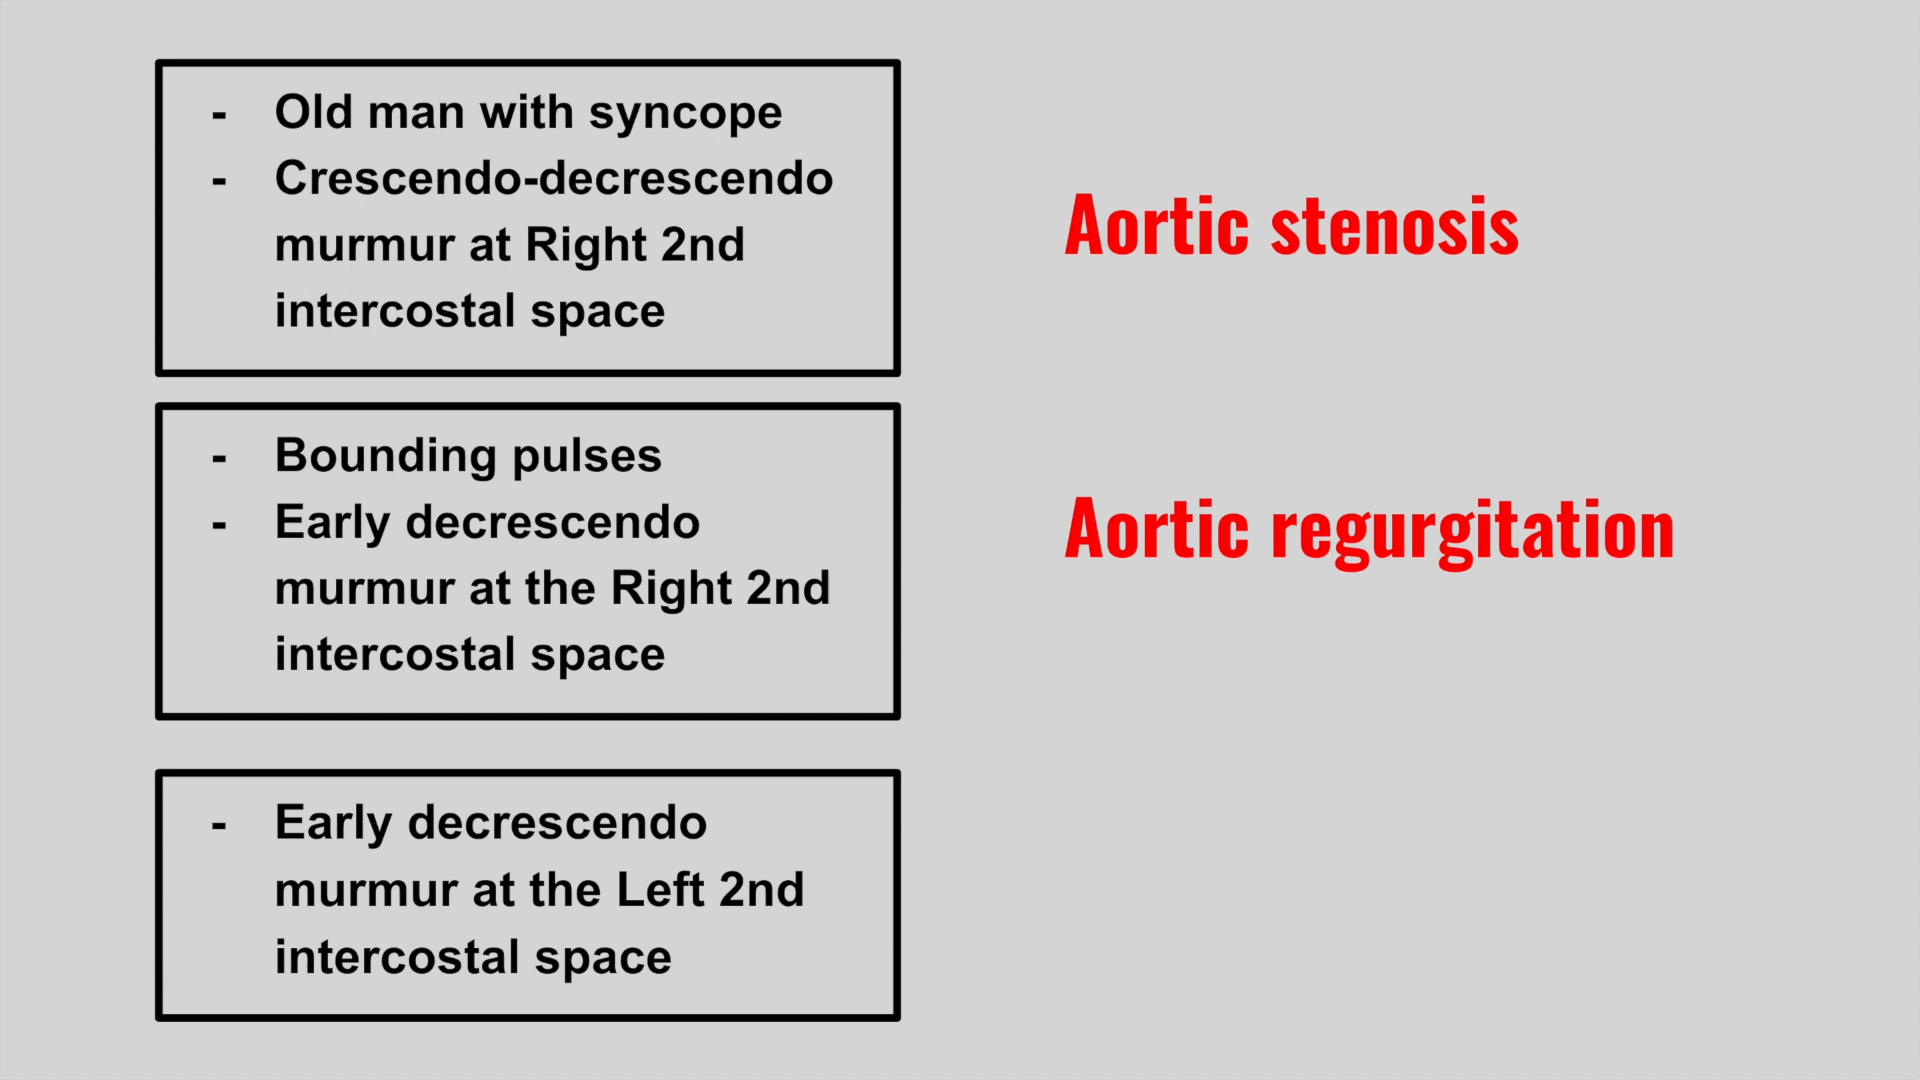 - Old man with syncope
- Crescendo-decrescendo
murmur at Right 2nd
intercostal space
Aortic stenosis
- Bounding pulses
- Early decrescendo
murmur at the Right 2nd
intercostal space
Aortic regurgitation
- Early decrescendo
murmur at the Left 2nd
intercostal space